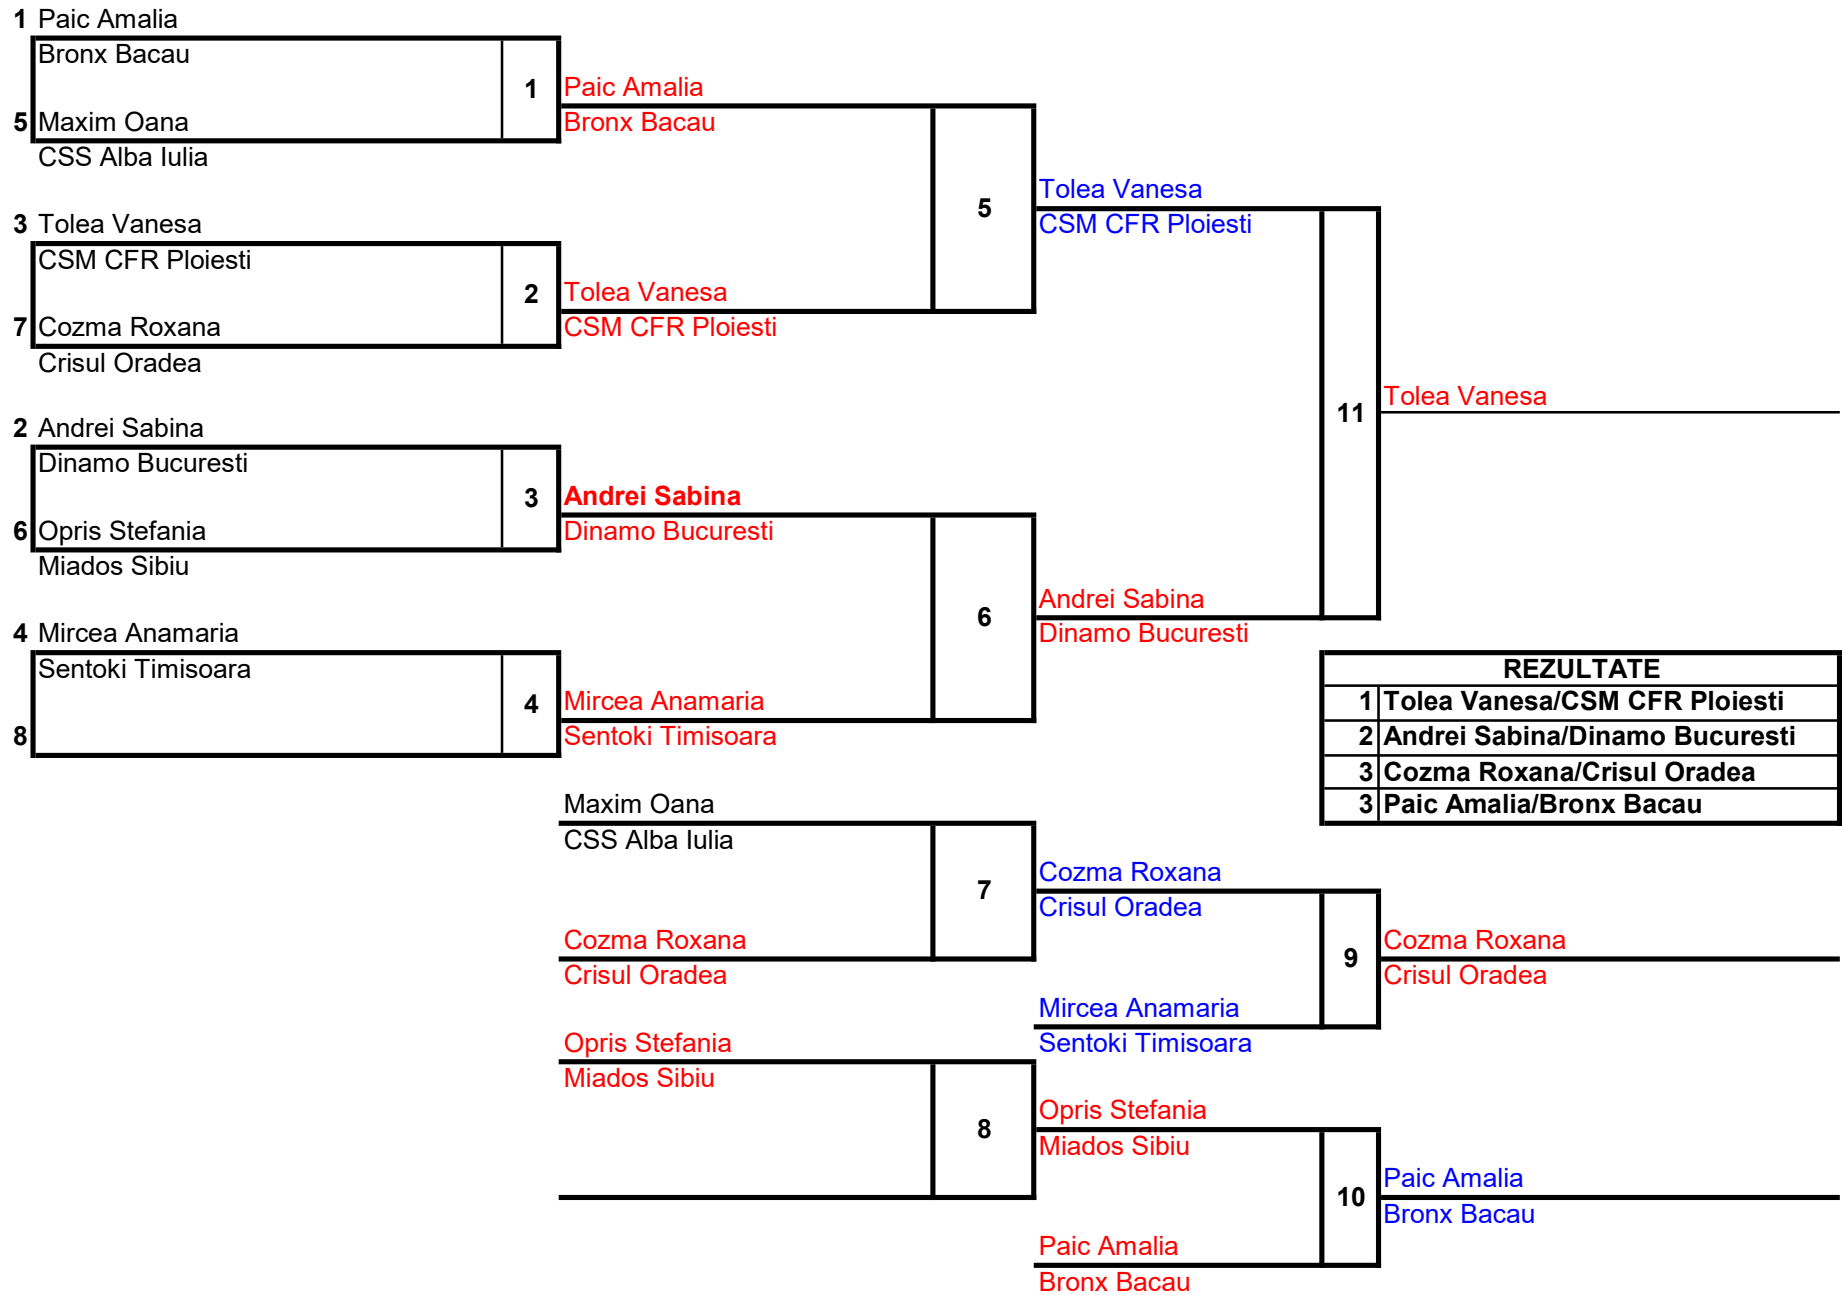 1 Paic Amalia
Bronx Bacau
1
5 Maxim Oana
CSS Alba Iulia
3 Tolea Vanesa
CSM CFR Ploiesti
2
7 Cozma Roxana
Crisul Oradea
2 Andrei Sabina
Dinamo Bucuresti
3
6 Opris Stefania
Miados Sibiu
4 Mircea Anamaria
Sentoki Timisoara
4
8
Paic Amalia
Bronx Bacau
5
Tolea Vanesa
CSM CFR Ploiesti
Andrei Sabina
Dinamo Bucuresti
6
Mircea Anamaria
Sentoki Timisoara
Tolea Vanesa
CSM CFR Ploiesti
11
Andrei Sabina
Dinamo Bucuresti
Tolea Vanesa
REZULTATE
1 Tolea Vanesa/CSM CFR Ploiesti
2 Andrei Sabina/Dinamo Bucuresti
3 Cozma Roxana/Crisul Oradea
3 Paic Amalia/Bronx Bacau
Maxim Oana
CSS Alba Iulia
7
Cozma Roxana
Crisul Oradea
Cozma Roxana
Crisul Oradea
9
Mircea Anamaria
Sentoki Timisoara
Cozma Roxana
Crisul Oradea
Opris Stefania
Miados Sibiu
8
Opris Stefania
Miados Sibiu
10
Paic Amalia
Bronx Bacau
Paic Amalia
Bronx Bacau